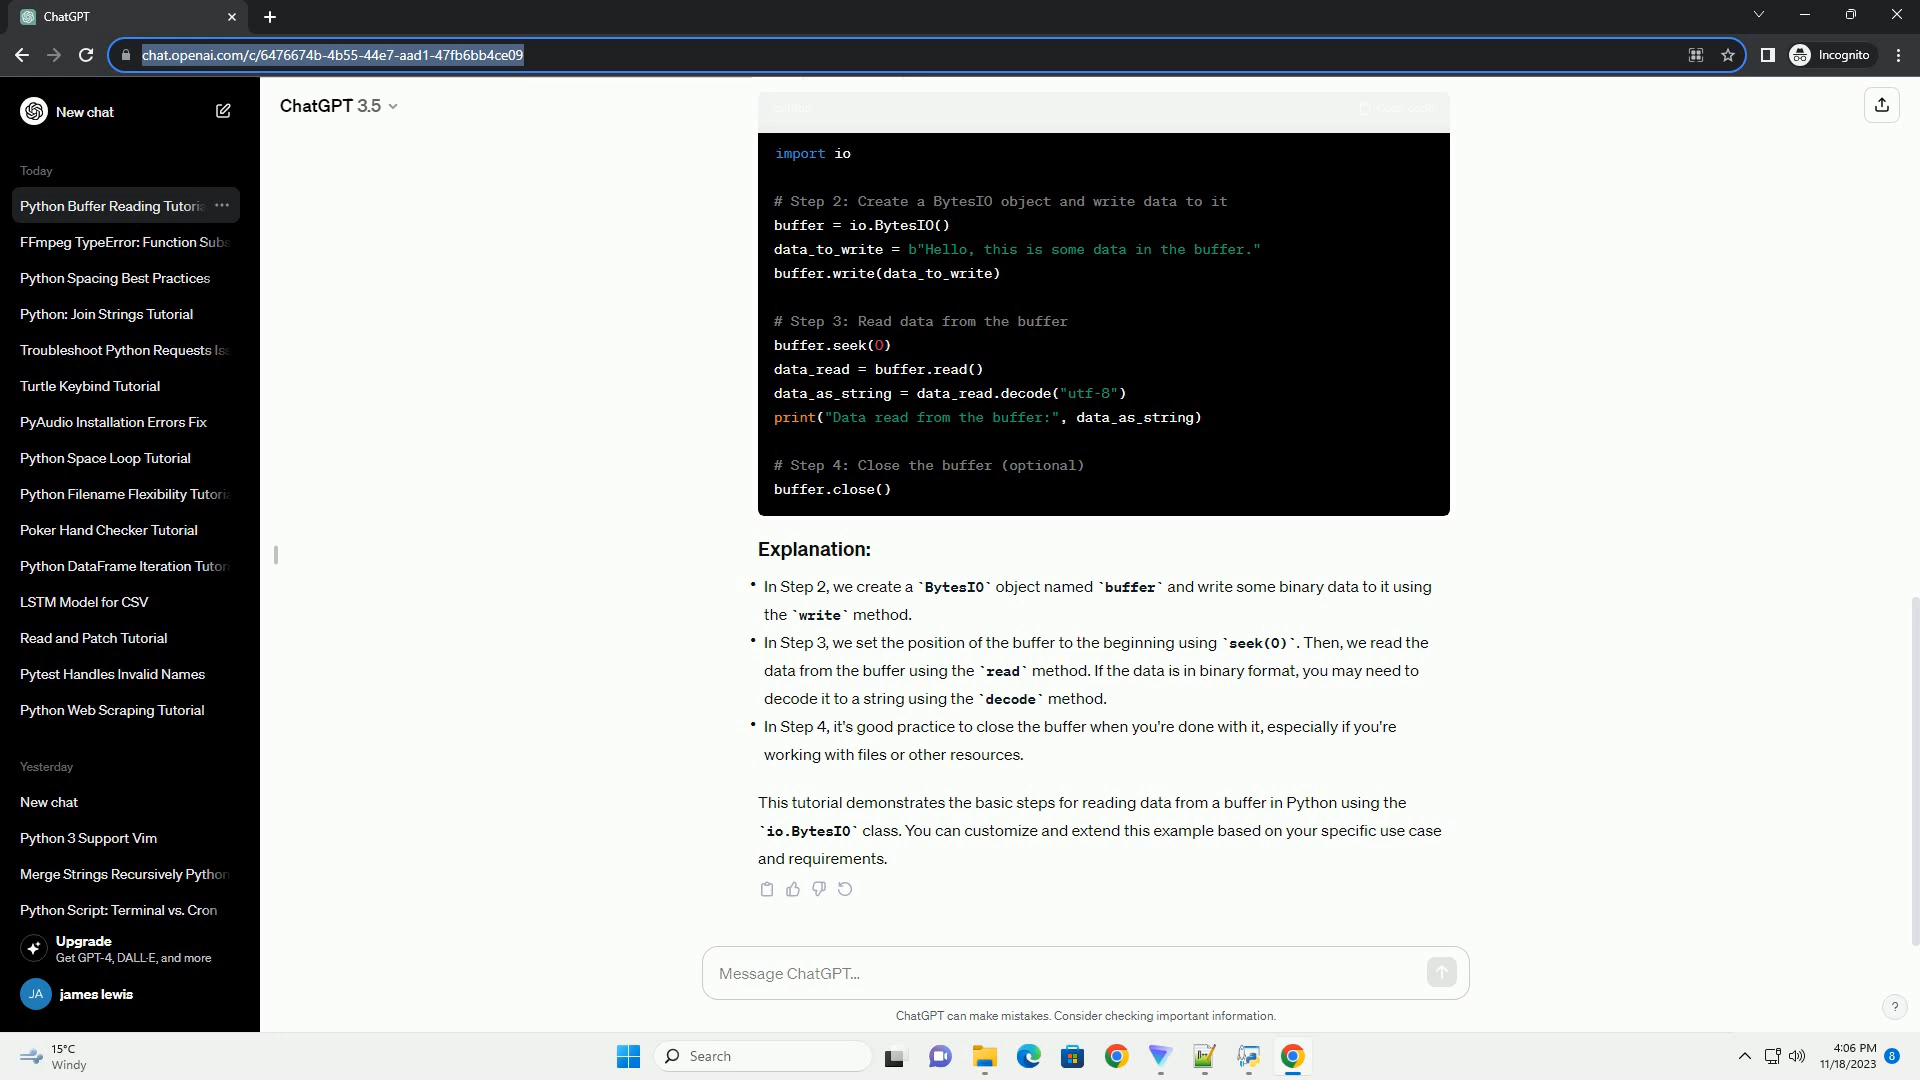 ChatGPT
chat.openai.com/c/6476674b-4b55-44e7-aad1-47fb6bb4ce09
Incognito
New chat
Today
Python Buffer Reading Tutoria
FFmpeg TypeError: Function Subs
Python Spacing Best Practices
Python: Join Strings Tutorial
Troubleshoot Python Requests Iss
Turtle Keybind Tutorial
PyAudio Installation Errors Fix
Python Space Loop Tutorial
Python Filename Flexibility Tutoria
Poker Hand Checker Tutorial
Python DataFrame Iteration Tutor
LSTM Model for CSV
Read and Patch Tutorial
Pytest Handles Invalid Names
Python Web Scraping Tutorial
Yesterday
New chat
Python 3 Support Vim
Merge Strings Recursively Python
Python Script: Terminal vs. Cron
Upgrade
Get GPT-4, DALL·E, and more
JA james lewis
ChatGPT 3.5
import io
# Step 2: Create a BytesIO object and write data to it
buffer = io.BytesIO()
data_to_write = b"Hello, this is some data in the buffer."
buffer.write(data_to_write)
# Step 3: Read data from the buffer
buffer.seek(0)
data_read = buffer.read()
data_as_string = data_read.decode("utf-8")
print("Data read from the buffer:", data_as_string)
# Step 4: Close the buffer (optional)
buffer.close()
Explanation:
• In Step 2, we create a `BytesIO` object named `buffer` and write some binary data to it using
the `write` method.
• In Step 3, we set the position of the buffer to the beginning using `seek(0)`. Then, we read the
data from the buffer using the `read` method. If the data is in binary format, you may need to
decode it to a string using the `decode` method.
• In Step 4, it's good practice to close the buffer when you're done with it, especially if you're
working with files or other resources.
This tutorial demonstrates the basic steps for reading data from a buffer in Python using the
`io.BytesIO` class. You can customize and extend this example based on your specific use case
and requirements.
Message ChatGPT…
ChatGPT can make mistakes. Consider checking important information.
?
15°C
Windy
Search
4:06 PM
11/18/2023
8